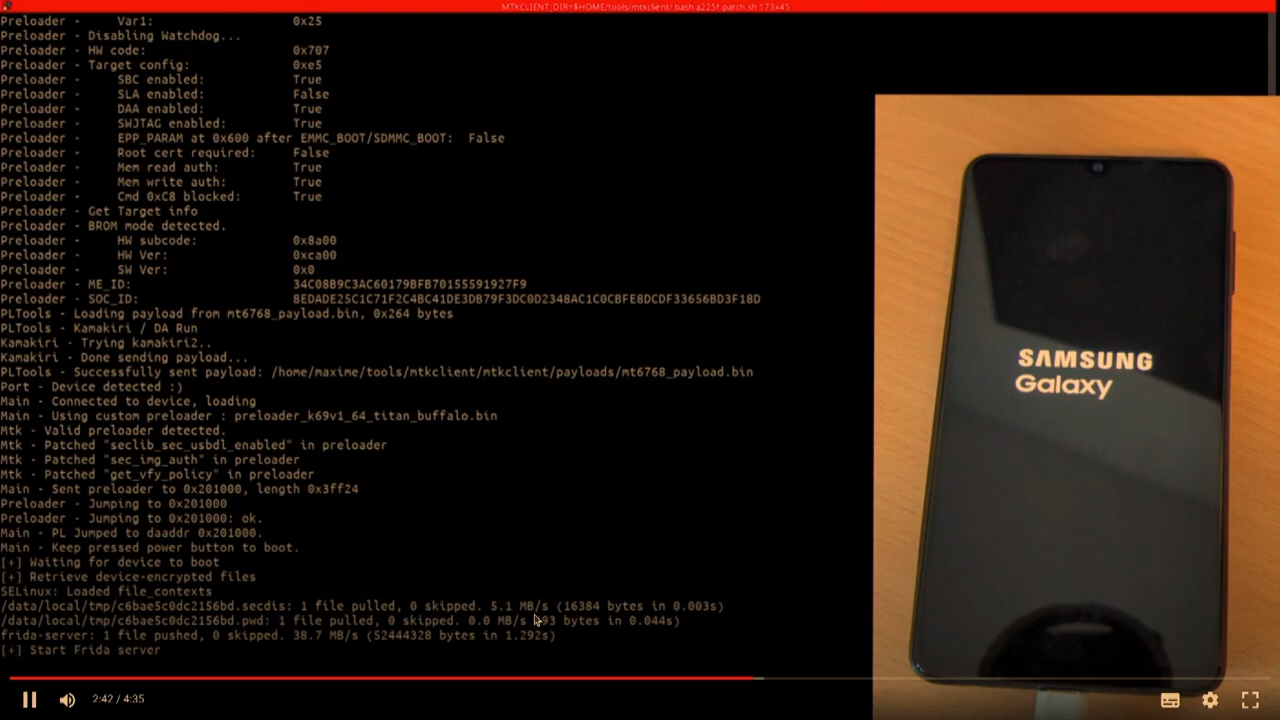 MTKCLIENT_DIR=$HOME/tools/mtkclient/ bash a225f_patch.sh 173x45
Preloader - Var1: 0x25
Preloader - Disabling Watchdog...
Preloader - HW code: 0x707
Preloader - Target config: 0xe5
Preloader - SBC enabled: True
Preloader - SLA enabled: False
Preloader - DAA enabled: True
Preloader - SWJTAG enabled: True
Preloader - EPP_PARAM at 0x600 after EMMC_BOOT/SDMMC_BOOT: False
Preloader - Root cert required: False
Preloader - Mem read auth: True
Preloader - Mem write auth: True
Preloader - Cmd 0xC8 blocked: True
Preloader - Get Target info
Preloader - BROM mode detected.
Preloader - HW subcode: 0x8a00
Preloader - HW Ver: 0xca00
Preloader - SW Ver: 0x0
Preloader - ME_ID: 34C08B9C3AC60179BFB70155591927F9
Preloader - SOC_ID: 8EDADE25C1C71F2C4BC41DE3DB79F3DC0D2348AC1C0CBFE8DCDF33656BD3F18D
PLTools - Loading payload from mt6768_payload.bin, 0x264 bytes
PLTools - Kamakiri / DA Run
Kamakiri - Trying kamakiri2..
Kamakiri - Done sending payload...
PLTools - Successfully sent payload: /home/maxime/tools/mtkclient/mtkclient/payloads/mt6768_payload.bin
Port - Device detected :)
Main - Connected to device, loading
Main - Using custom preloader : preloader_k69v1_64_titan_buffalo.bin
Mtk - Valid preloader detected.
Mtk - Patched "seclib_sec_usbdl_enabled" in preloader
Mtk - Patched "sec_img_auth" in preloader
Mtk - Patched "get_vfy_policy" in preloader
Main - Sent preloader to 0x201000, length 0x3ff24
Preloader - Jumping to 0x201000
Preloader - Jumping to 0x201000: ok.
Main - PL Jumped to daaddr 0x201000.
Main - Keep pressed power button to boot.
[+] Waiting for device to boot
[+] Retrieve device-encrypted files
SELinux: Loaded file_contexts
/data/local/tmp/c6bae5c0dc2156bd.secdis: 1 file pulled, 0 skipped. 5.1 MB/s (16384 bytes in 0.003s)
/data/local/tmp/c6bae5c0dc2156bd.pwd: 1 file pulled, 0 skipped. 0.0 MB/s 93 bytes in 0.044s)
frida-server: 1 file pushed, 0 skipped. 38.7 MB/s (52444328 bytes in 1.292s)
[+] Start Frida server
SAMSUNG
Galaxy
2:42 / 4:35